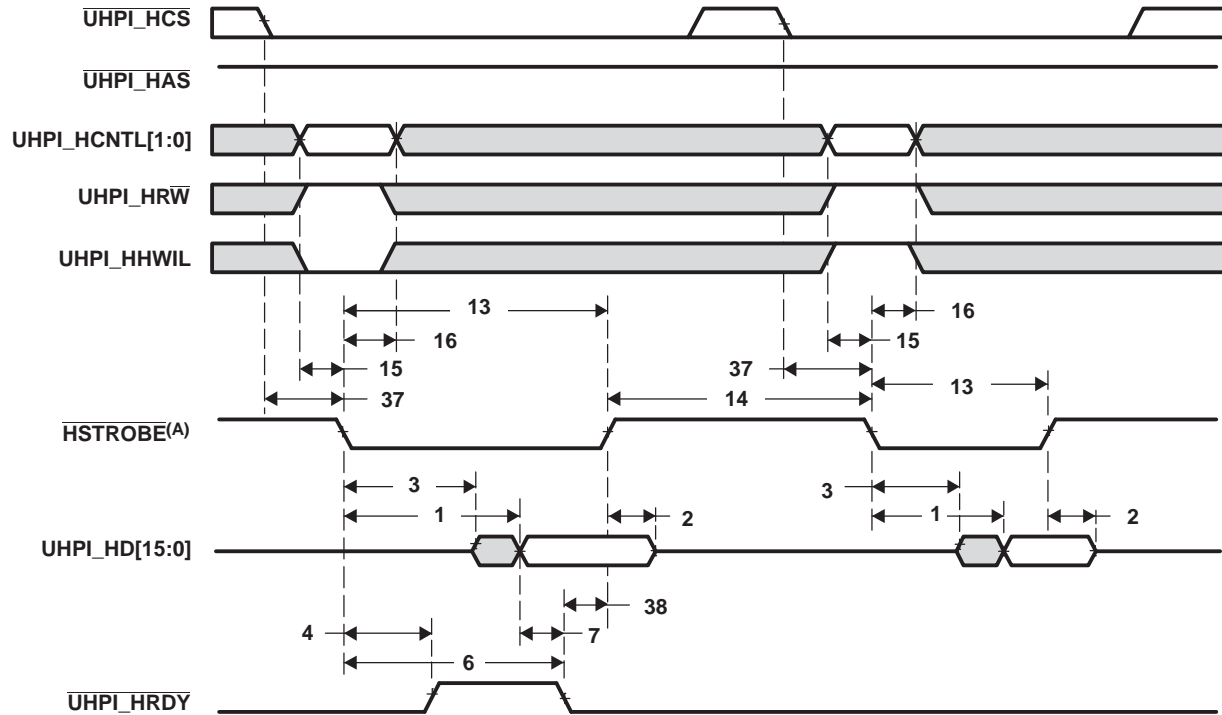 UHPI_HCS
UHPI_HAS
UHPI_HCNTL[1:0]
UHPI_HRW
UHPI_HHWIL
13
16
16
15
15
37
37
13
14
HSTROBE(A)
3
3
1
1
2
2
UHPI_HD[15:0]
38
4
7
6
UHPI_HRDY